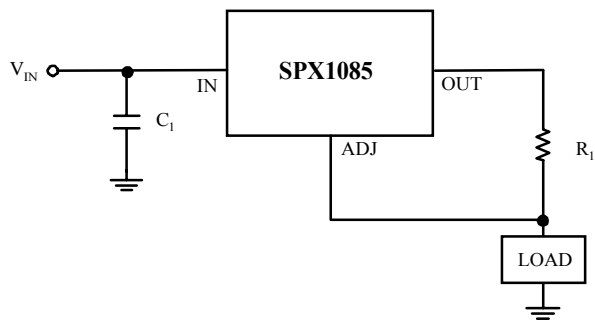 SPX1085
V_IN
IN
OUT
C_1
ADJ
R_1
LOAD